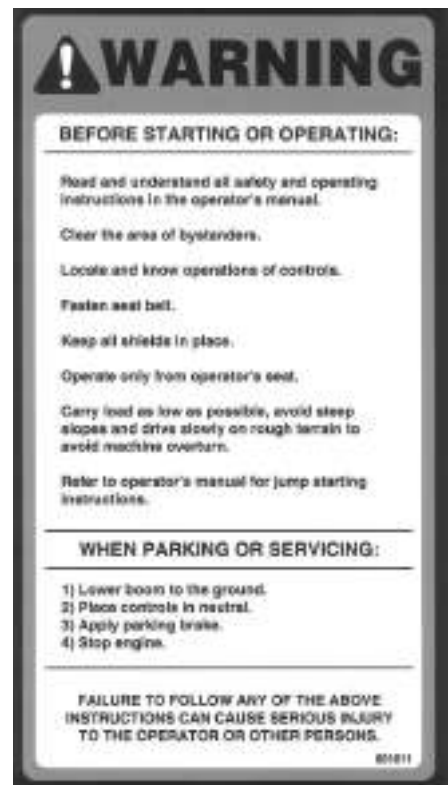 WARNING
BEFORE STARTING OR OPERATING:
Read and understand all safety and operating
instructions in the operator's manual.
Clear the area of bystanders.
Locate and know operations of controls.
Fasten seat belt.
Keep all shields in place.
Operate only from operator's seat.
Carry load as low as possible, avoid steep
slopes and drive slowly on rough terrain to
avoid machine overturn.
Refer to operator's manual for jump starting
instructions.
WHEN PARKING OR SERVICING:
1) Lower boom to the ground.
2) Place controls in neutral.
3) Apply parking brake.
4) Stop engine.
FAILURE TO FOLLOW ANY OF THE ABOVE
INSTRUCTIONS CAN CAUSE SERIOUS INJURY
TO THE OPERATOR OR OTHER PERSONS.